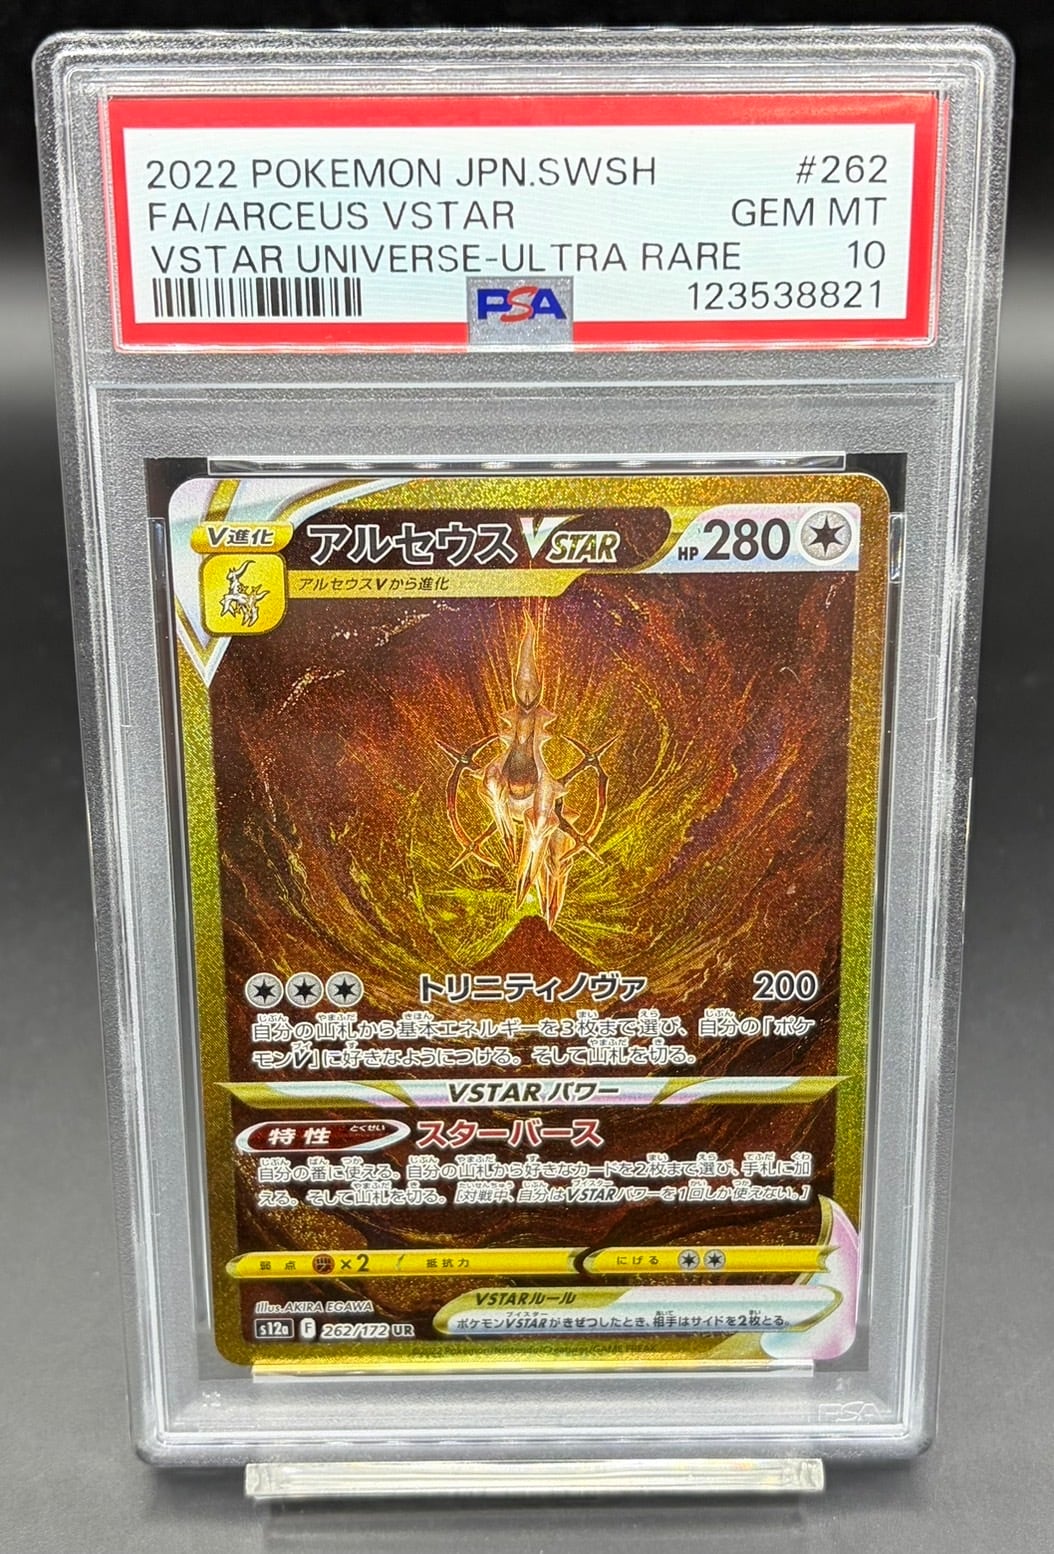 2022 POKEMON JPN.SWSH #262
FA/ARCEUS VSTAR GEM MT
VSTAR UNIVERSE-ULTRA RARE 10
PSA 123538821
V進化 アルセウスVSTAR HP 280
アルセウスVから進化
トリニティノヴァ 200
自分の山札から基本エネルギーを3枚まで選び、自分の「ポケ
モンV」に好きなようにつける。そして山札を切る。
VSTARパワー
特性 とくせい スターバース
自分の番に使える。自分の山札から好きなカードを2枚まで選び、手札に加
える。そして山札を切る。[対戦中、自分はVSTARパワーを1回しか使えない。]
弱点 ×2 抵抗力 にげる
Illus. AKIRA EGAWA
VSTARルール
s12a F 262/172 UR
ポケモンVSTARがきぜつしたとき、相手はサイドを2枚とる。
©2022 Pokémon/Nintendo/Creatures/GAME FREAK
PSA